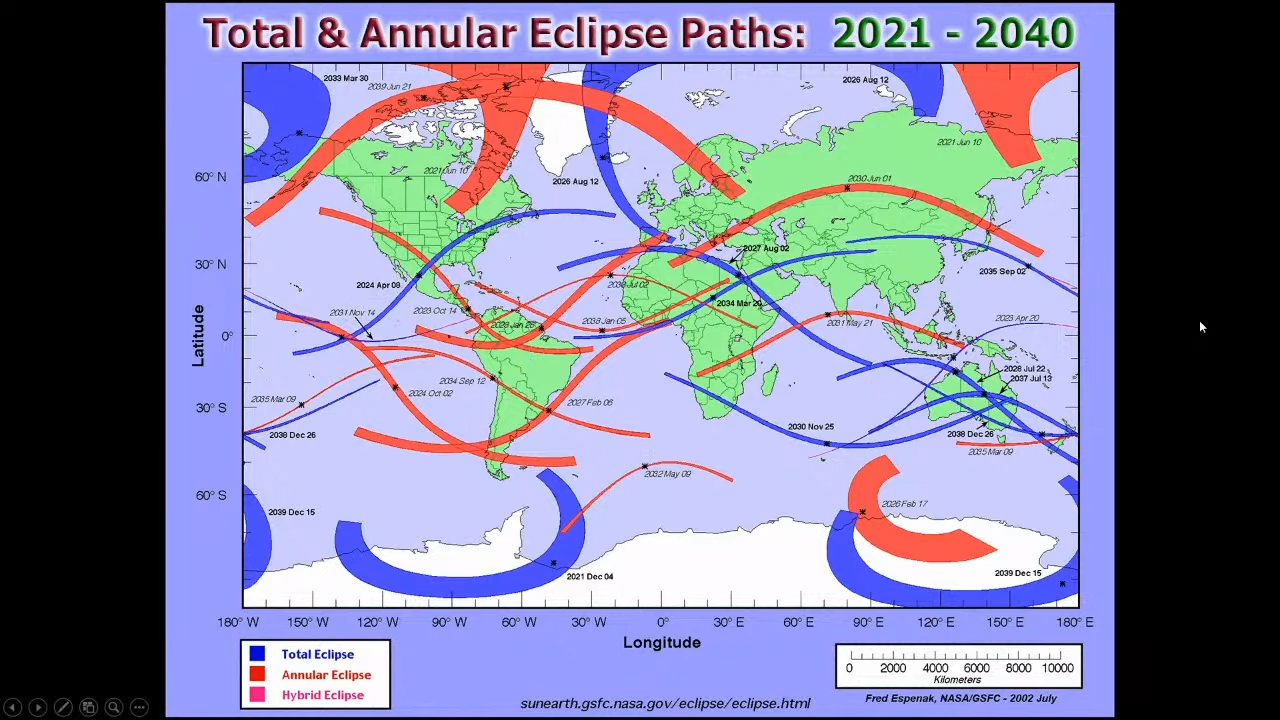 Total & Annular Eclipse Paths: 2021 - 2040
2033 Mar 30
2039 Jun 21
2026 Aug 12
2021 Jun 10
2021 Jun 10
60° N
2026 Aug 12
2030 Jun 01
2027 Aug 02
30° N
2035 Sep 02
2024 Apr 08
2038 Jul 02
2034 Mar 20
2031 Nov 14
2023 Oct 14
2028 Jan 26
2038 Jan 05
2031 May 21
2023 Apr 20
Latitude
0°
2028 Jul 22
2037 Jul 13
2034 Sep 12
2024 Oct 02
2035 Mar 09
2027 Feb 06
30° S
2030 Nov 25
2038 Dec 26
2038 Dec 26
2035 Mar 09
2032 May 09
60° S
2026 Feb 17
2039 Dec 15
2021 Dec 04
2039 Dec 15
180° W 150° W 120° W 90° W 60° W 30° W 0° 30° E 60° E 90° E 120° E 150° E 180° E
Longitude
Total Eclipse
Annular Eclipse
Hybrid Eclipse
0 2000 4000 6000 8000 10000
Kilometers
sunearth.gsfc.nasa.gov/eclipse/eclipse.html
Fred Espenak, NASA/GSFC - 2002 July